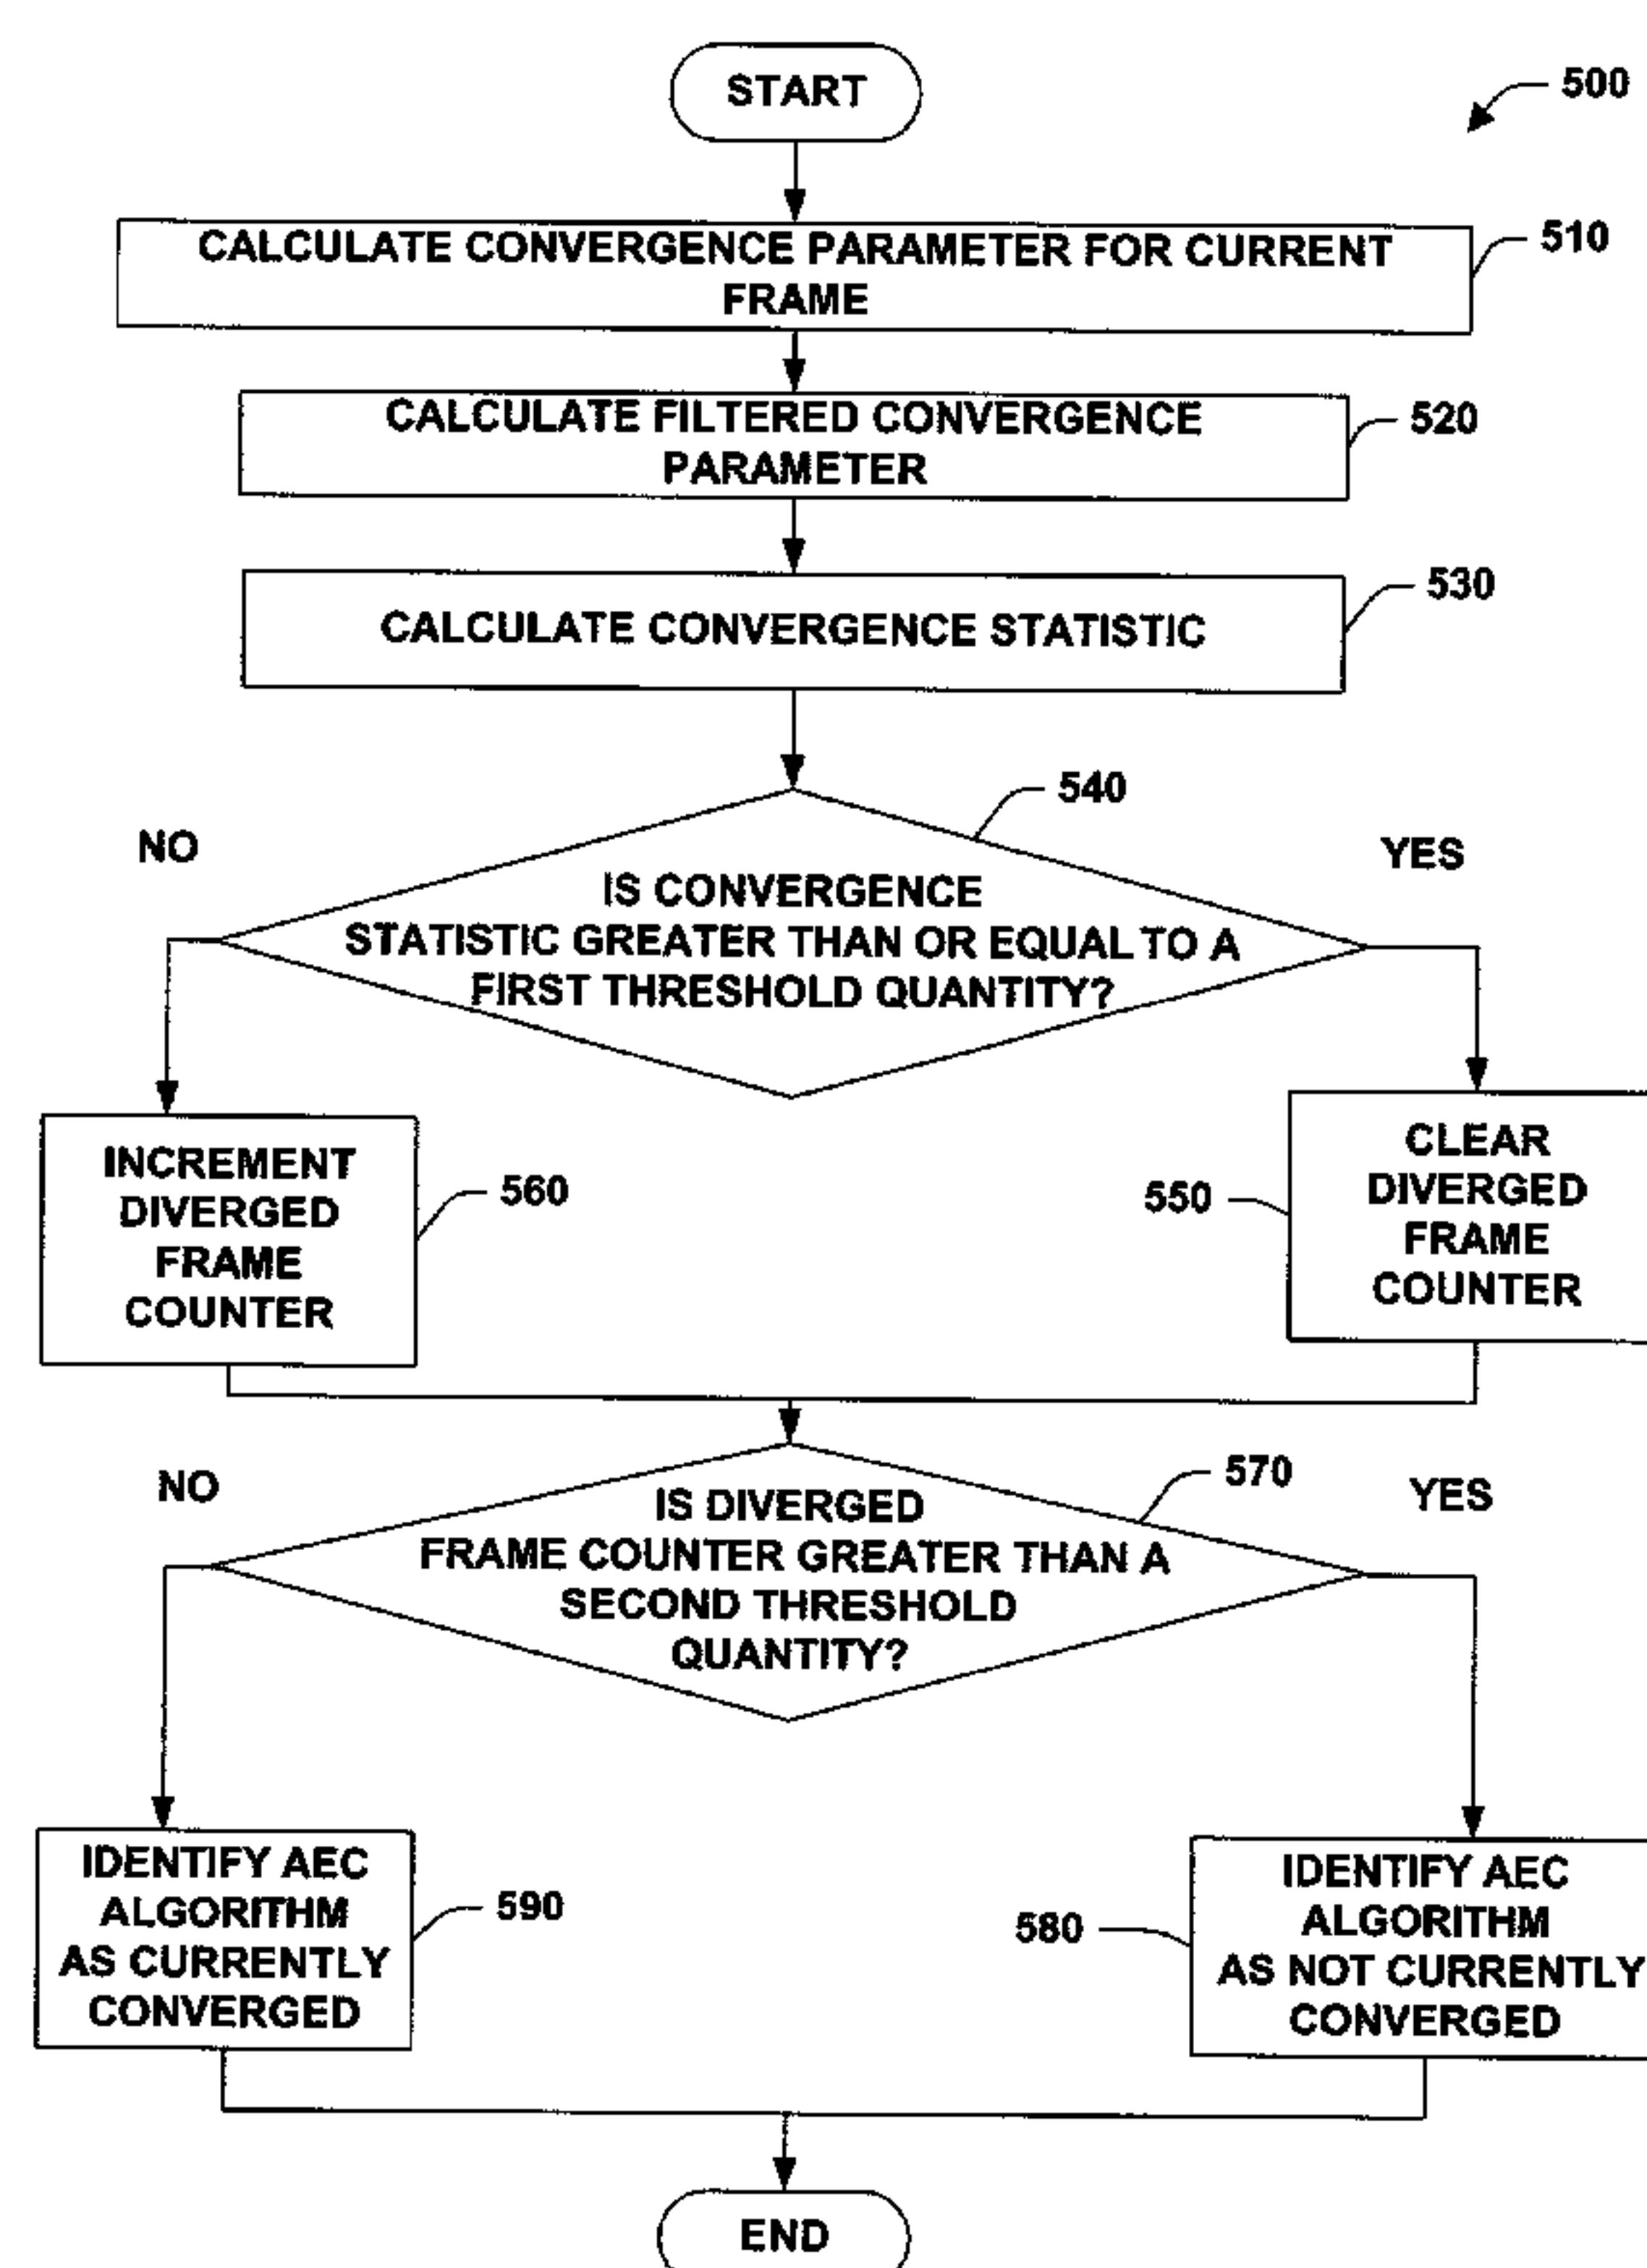 START
500
CALCULATE CONVERGENCE PARAMETER FOR CURRENT
FRAME
510
CALCULATE FILTERED CONVERGENCE
PARAMETER
520
CALCULATE CONVERGENCE STATISTIC
530
540
NO
YES
IS CONVERGENCE
STATISTIC GREATER THAN OR EQUAL TO A
FIRST THRESHOLD QUANTITY?
INCREMENT
DIVERGED
FRAME
COUNTER
560
550
CLEAR
DIVERGED
FRAME
COUNTER
NO
570
YES
IS DIVERGED
FRAME COUNTER GREATER THAN A
SECOND THRESHOLD
QUANTITY?
IDENTIFY AEC
ALGORITHM
AS CURRENTLY
CONVERGED
590
580
IDENTIFY AEC
ALGORITHM
AS NOT CURRENTLY
CONVERGED
END